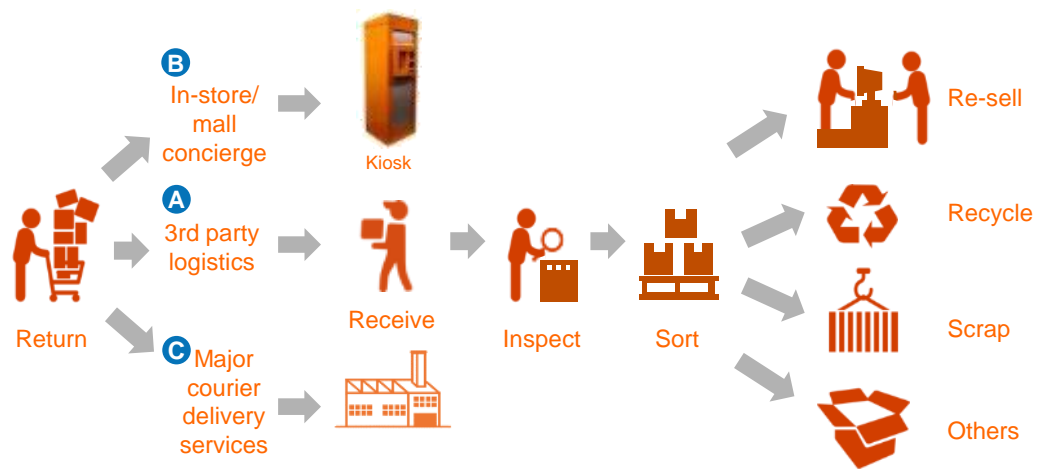 B
In-store/
mall
concierge
Kiosk
Re-sell
A
3rd party
logistics
Recycle
Return
Receive
Inspect
Sort
Scrap
C
Major
courier
delivery
services
Others